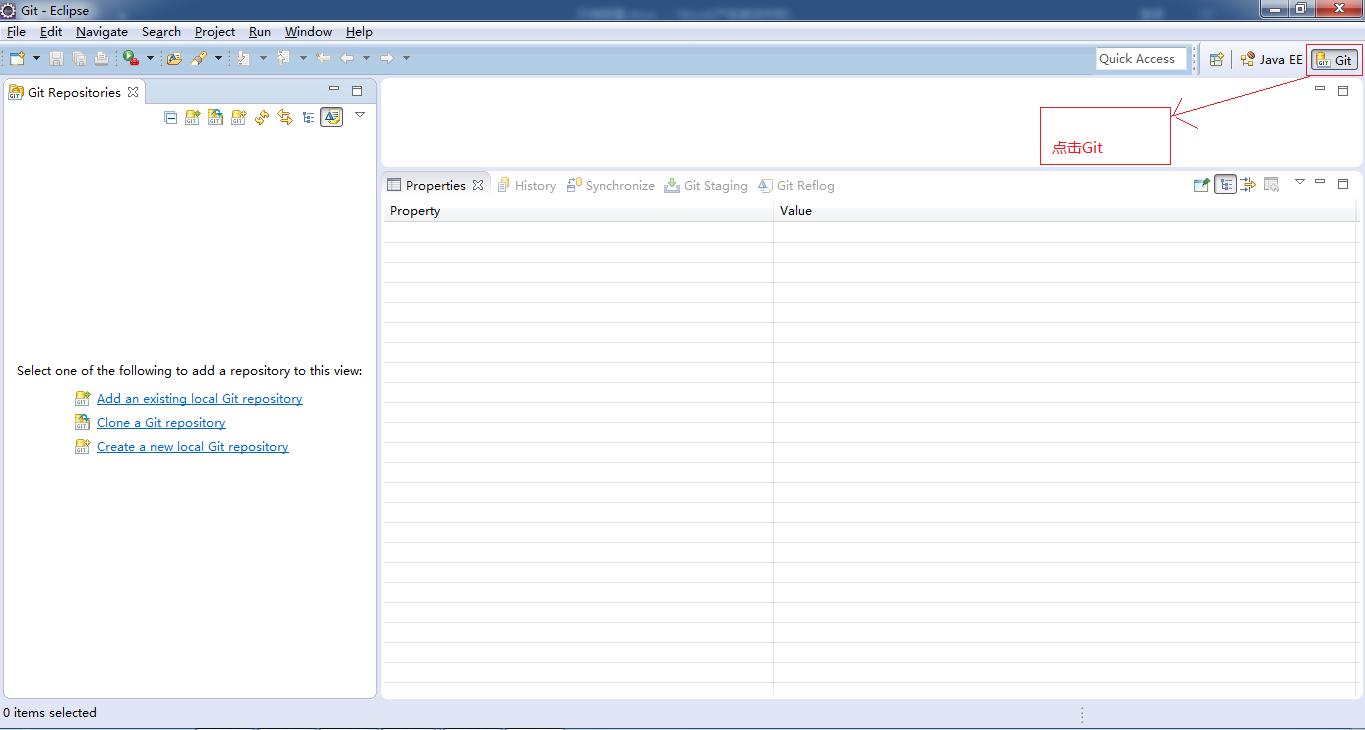 Git - Eclipse
File Edit Navigate Search Project Run Window Help
Quick Access
Java EE
Git
Git Repositories
点击Git
Properties History Synchronize Git Staging Git Reflog
Property Value
Select one of the following to add a repository to this view:
Add an existing local Git repository
Clone a Git repository
Create a new local Git repository
0 items selected